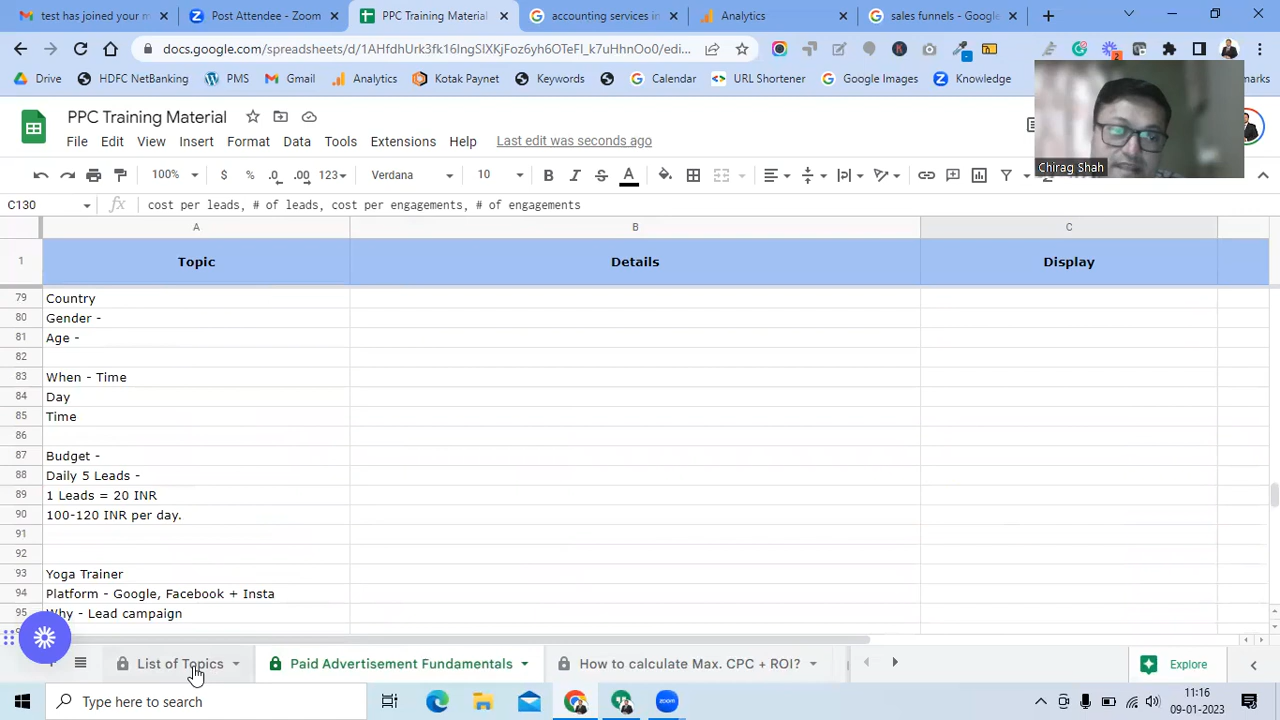 test has joined your m
Post Attendee - Zoom
PPC Training Material
accounting services in
Analytics
sales funnels - Google
docs.google.com/spreadsheets/d/1AHfdhUrk3fk16IngSIXKjFoz6yh6OTeFI_k7uHhnOo0/edi...
Drive
HDFC NetBanking
PMS
Gmail
Analytics
Kotak Paynet
Keywords
Calendar
URL Shortener
Google Images
Knowledge
marks
PPC Training Material
File Edit View Insert Format Data Tools Extensions Help Last edit was seconds ago
Chirag Shah
100% $ % .0 .00 123 Verdana 10 B I S A
C130 fx cost per leads, # of leads, cost per engagements, # of engagements
A B C
1 Topic Details Display
79 Country
80 Gender -
81 Age -
82
83 When - Time
84 Day
85 Time
86
87 Budget -
88 Daily 5 Leads -
89 1 Leads = 20 INR
90 100-120 INR per day.
91
92
93 Yoga Trainer
94 Platform - Google, Facebook + Insta
95 Why - Lead campaign
List of Topics
Paid Advertisement Fundamentals
How to calculate Max. CPC + ROI?
Explore
Type here to search
11:16
09-01-2023